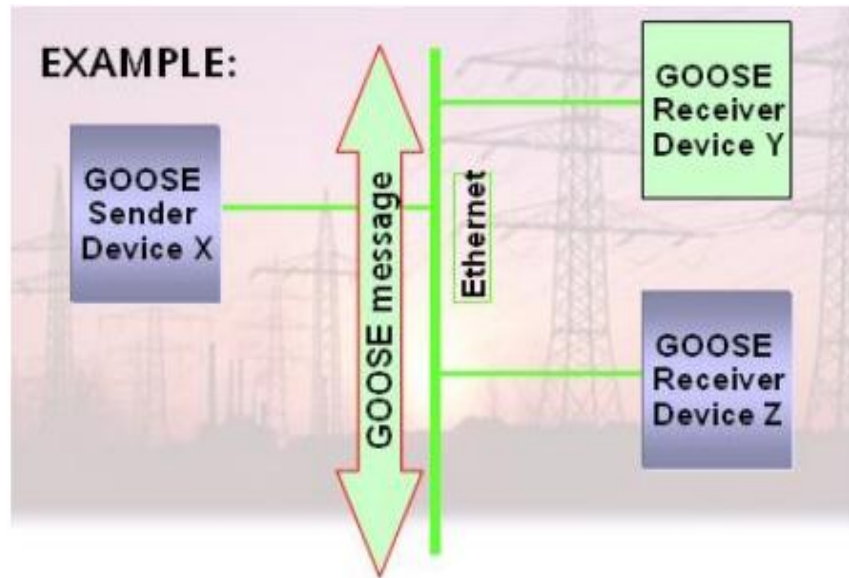 EXAMPLE:
GOOSE
Sender
Device X
GOOSE message
Ethernet
GOOSE
Receiver
Device Y
GOOSE
Receiver
Device Z